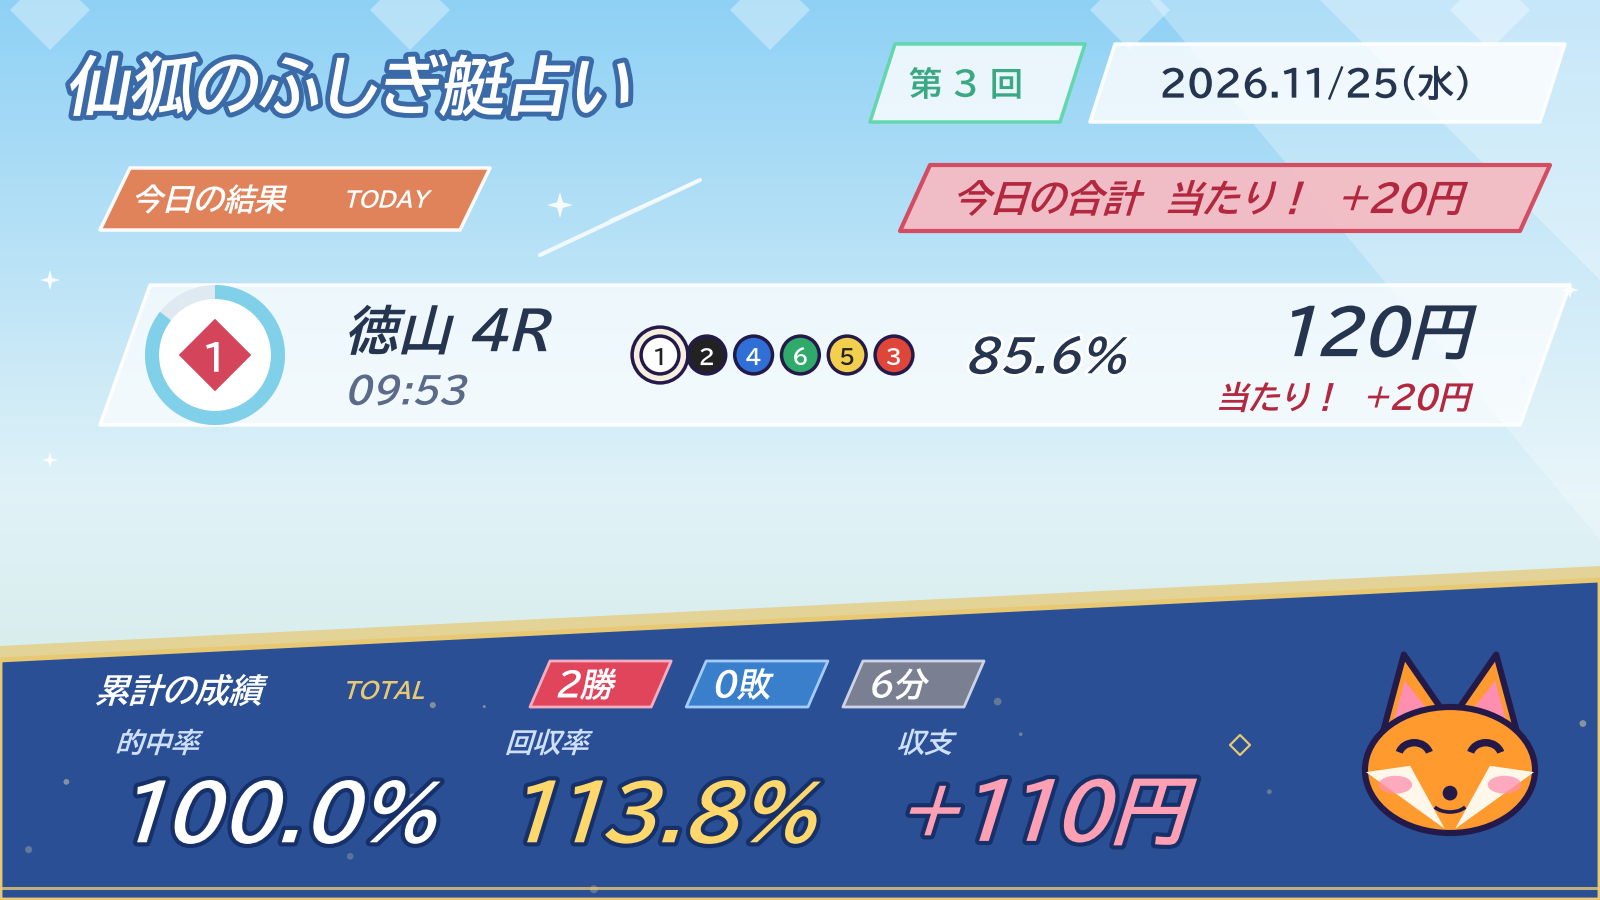 仙狐のふしぎ艇占い
第 3 回
2026.11/25(水)
今日の結果 TODAY
今日の合計 当たり！ +20円
1
徳山 4R
09:53
1 2 4 6 5 3
85.6%
120円
当たり！ +20円
累計の成績 TOTAL
2勝 0敗 6分
的中率 回収率 収支
100.0% 113.8% +110円